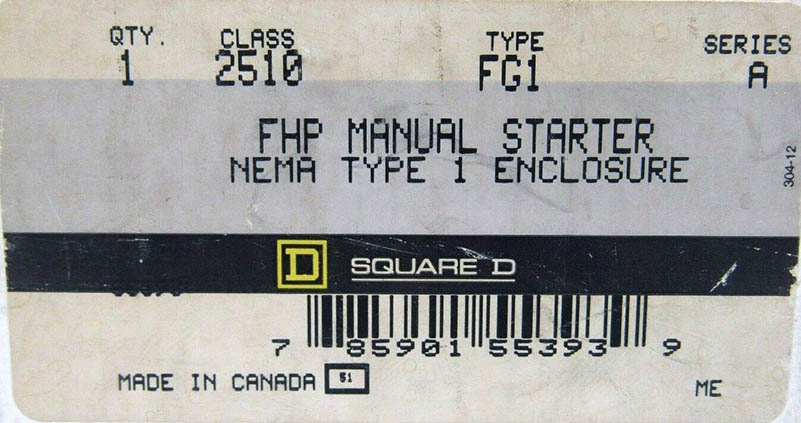 QTY. CLASS TYPE SERIES
1 2510 FG1 A
FHP MANUAL STARTER
NEMA TYPE 1 ENCLOSURE
304-12
D SQUARE D
7 85901 55393 9
MADE IN CANADA 51
ME